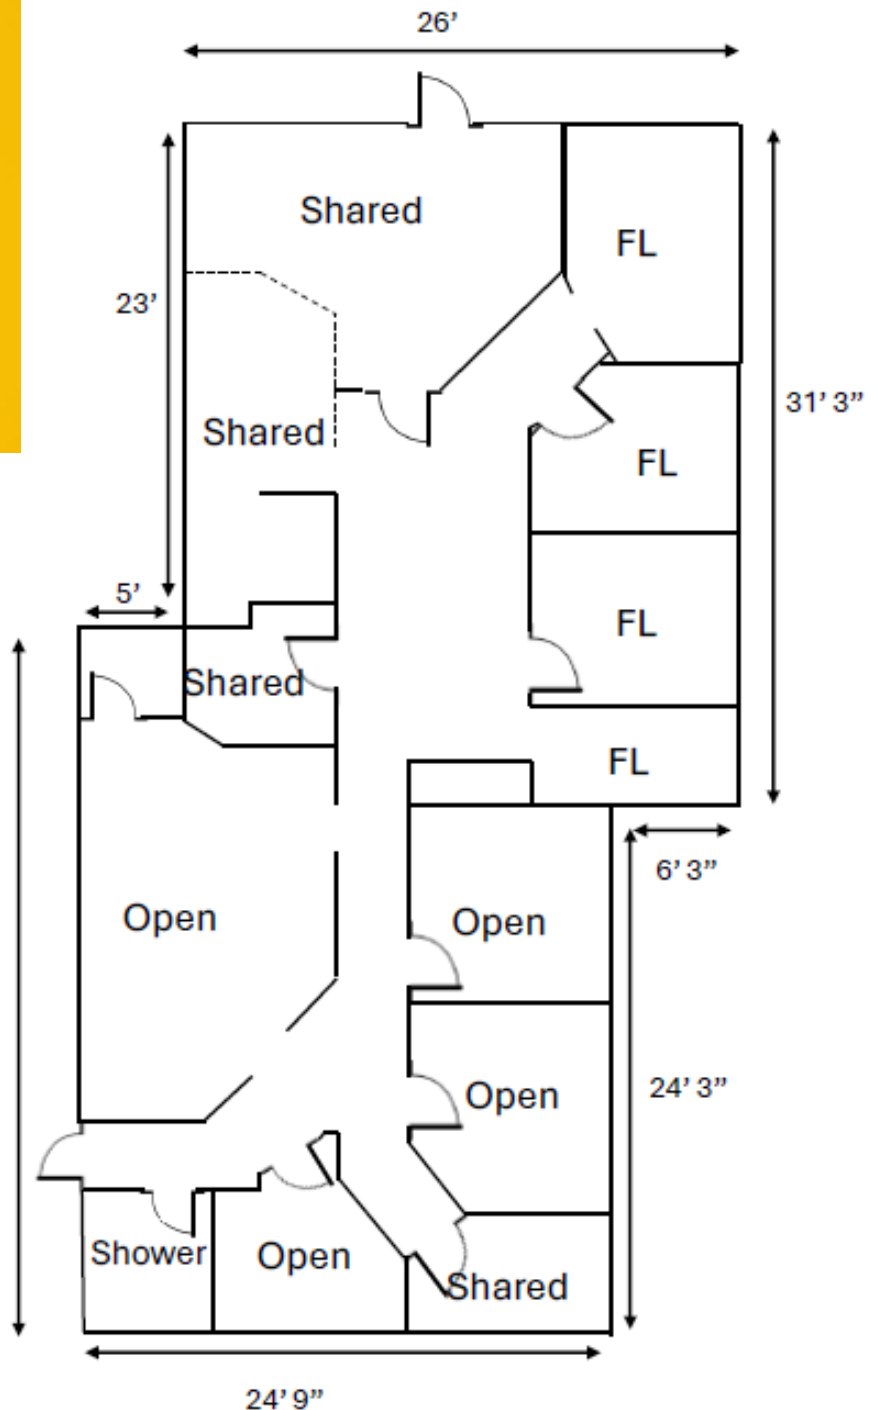 26’
Shared
FL
23’
31’ 3”
Shared
FL
5’
FL
Shared
FL
6’ 3”
Open
Open
Open
24’ 3”
Shower
Open
Shared
24’ 9”